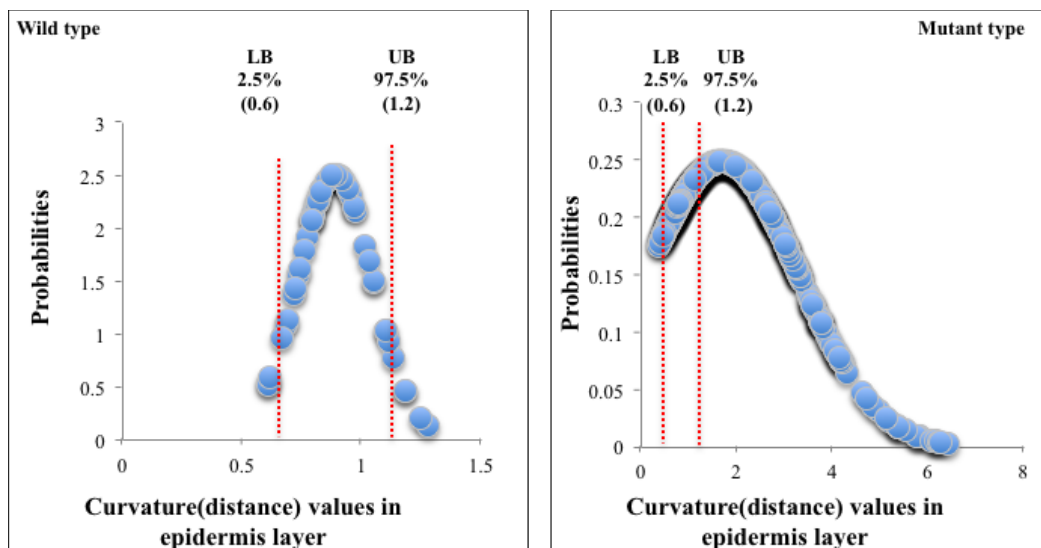 Wild type
LB
2.5%
(0.6)
UB
97.5%
(1.2)
3
2.5
2
1.5
1
0.5
0
0
0.5
1
1.5
Probabilities
Curvature(distance) values in
epidermis layer
Mutant type
LB
2.5%
(0.6)
UB
97.5%
(1.2)
0.3
0.25
0.2
0.15
0.1
0.05
0
0
2
4
6
8
Probabilities
Curvature(distance) values in
epidermis layer